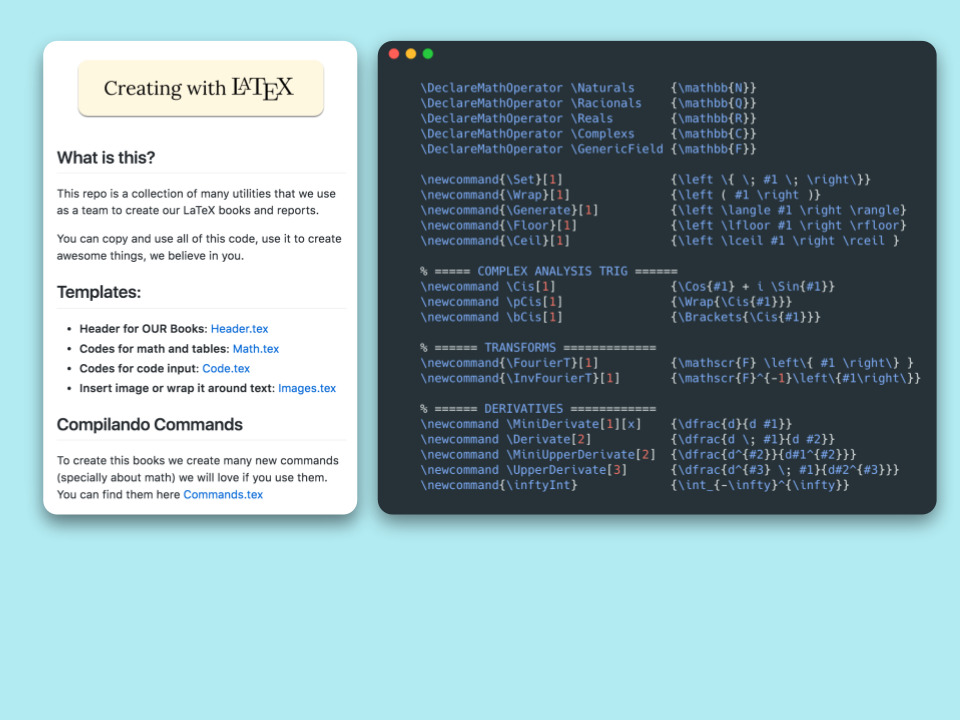 Creating with LATEX
What is this?
This repo is a collection of many utilities that we use
as a team to create our LaTeX books and reports.
You can copy and use all of this code, use it to create
awesome things, we believe in you.
Templates:
• Header for OUR Books: Header.tex
• Codes for math and tables: Math.tex
• Codes for code input: Code.tex
• Insert image or wrap it around text: Images.tex
Compilando Commands
To create this books we create many new commands
(specially about math) we will love if you use them.
You can find them here Commands.tex
\DeclareMathOperator \Naturals {\mathbb{N}}
\DeclareMathOperator \Racionals {\mathbb{Q}}
\DeclareMathOperator \Reals {\mathbb{R}}
\DeclareMathOperator \Complexs {\mathbb{C}}
\DeclareMathOperator \GenericField {\mathbb{F}}
\newcommand{\Set}[1] {\left \{ \; #1 \; \right\}}
\newcommand{\Wrap}[1] {\left ( #1 \right )}
\newcommand{\Generate}[1] {\left \langle #1 \right \rangle}
\newcommand{\Floor}[1] {\left \lfloor #1 \right \rfloor}
\newcommand{\Ceil}[1] {\left \lceil #1 \right \rceil }
% ===== COMPLEX ANALYSIS TRIG ======
\newcommand \Cis[1] {\Cos{#1} + i \Sin{#1}}
\newcommand \pCis[1] {\Wrap{\Cis{#1}}}
\newcommand \bCis[1] {\Brackets{\Cis{#1}}}
% ====== TRANSFORMS =============
\newcommand{\FourierT}[1] {\mathscr{F} \left\{ #1 \right\} }
\newcommand{\InvFourierT}[1] {\mathscr{F}^{-1}\left\{#1\right\}}
% ====== DERIVATIVES ============
\newcommand \MiniDerivate[1][x] {\dfrac{d}{d #1}}
\newcommand \Derivate[2] {\dfrac{d \; #1}{d #2}}
\newcommand \MiniUpperDerivate[2] {\dfrac{d^{#2}}{d#1^{#2}}}
\newcommand \UpperDerivate[3] {\dfrac{d^{#3} \; #1}{d#2^{#3}}}
\newcommand{\inftyInt} {\int_{-\infty}^{\infty}}